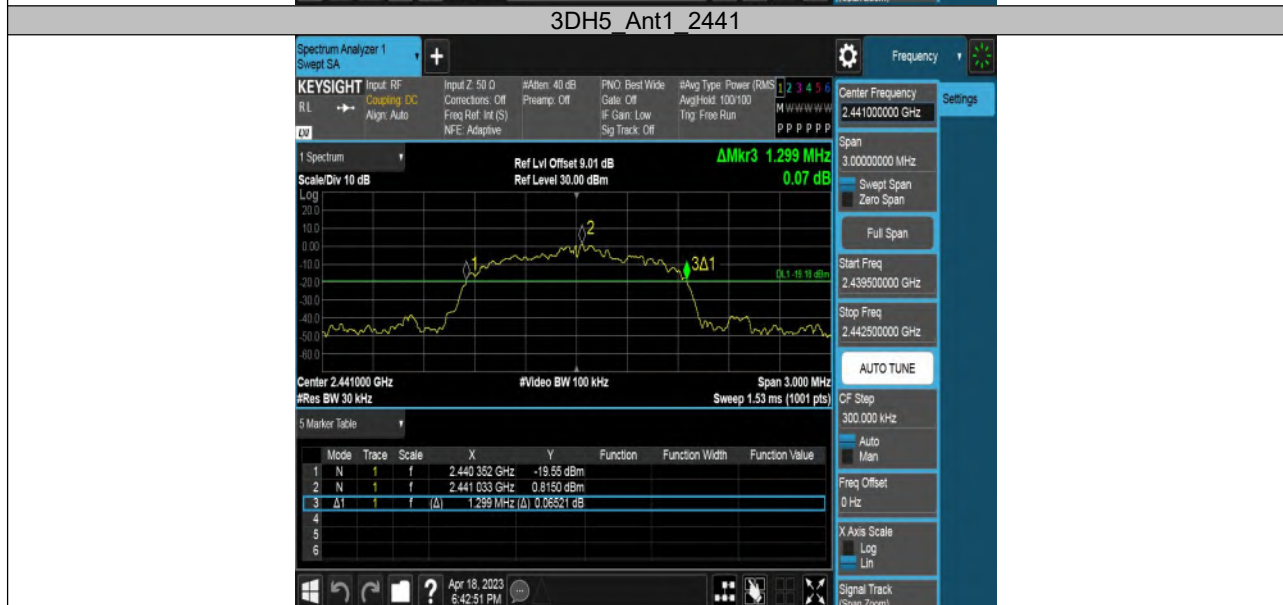 3DH5_Ant1_2441
Spectrum Analyzer 1
Swept SA
+
Frequency
KEYSIGHT
RL
LXI
Input: RF
Coupling: DC
Align: Auto
Input Z: 50 Ω
Corrections: Off
Freq Ref: Int (S)
NFE: Adaptive
#Atten: 40 dB
Preamp: Off
PNO: Best Wide
Gate: Off
IF Gain: Low
Sig Track: Off
#Avg Type: Power (RMS
Avg|Hold: 100/100
Trig: Free Run
1 2 3 4 5 6
M W W W W W
P P P P P P
Center Frequency
2.441000000 GHz
Settings
Span
3.00000000 MHz
Swept Span
Zero Span
Full Span
Start Freq
2.439500000 GHz
Stop Freq
2.442500000 GHz
AUTO TUNE
CF Step
300.000 kHz
Auto
Man
Freq Offset
0 Hz
X Axis Scale
Log
Lin
Signal Track
(Span Zoom)
1 Spectrum
Scale/Div 10 dB
Ref Lvl Offset 9.01 dB
Ref Level 30.00 dBm
ΔMkr3 1.299 MHz
0.07 dB
Log
20.0
10.0
0.00
-10.0
-20.0
-30.0
-40.0
-50.0
-60.0
1
2
3Δ1
DL1 -19.18 dBm
Center 2.441000 GHz
#Video BW 100 kHz
Span 3.000 MHz
#Res BW 30 kHz
Sweep 1.53 ms (1001 pts)
5 Marker Table
Mode Trace Scale X Y Function Function Width Function Value
1 N 1 f 2.440 352 GHz -19.55 dBm
2 N 1 f 2.441 033 GHz 0.8150 dBm
3 Δ1 1 f (Δ) 1.299 MHz (Δ) 0.06521 dB
4
5
6
?
Apr 18, 2023
6:42:51 PM